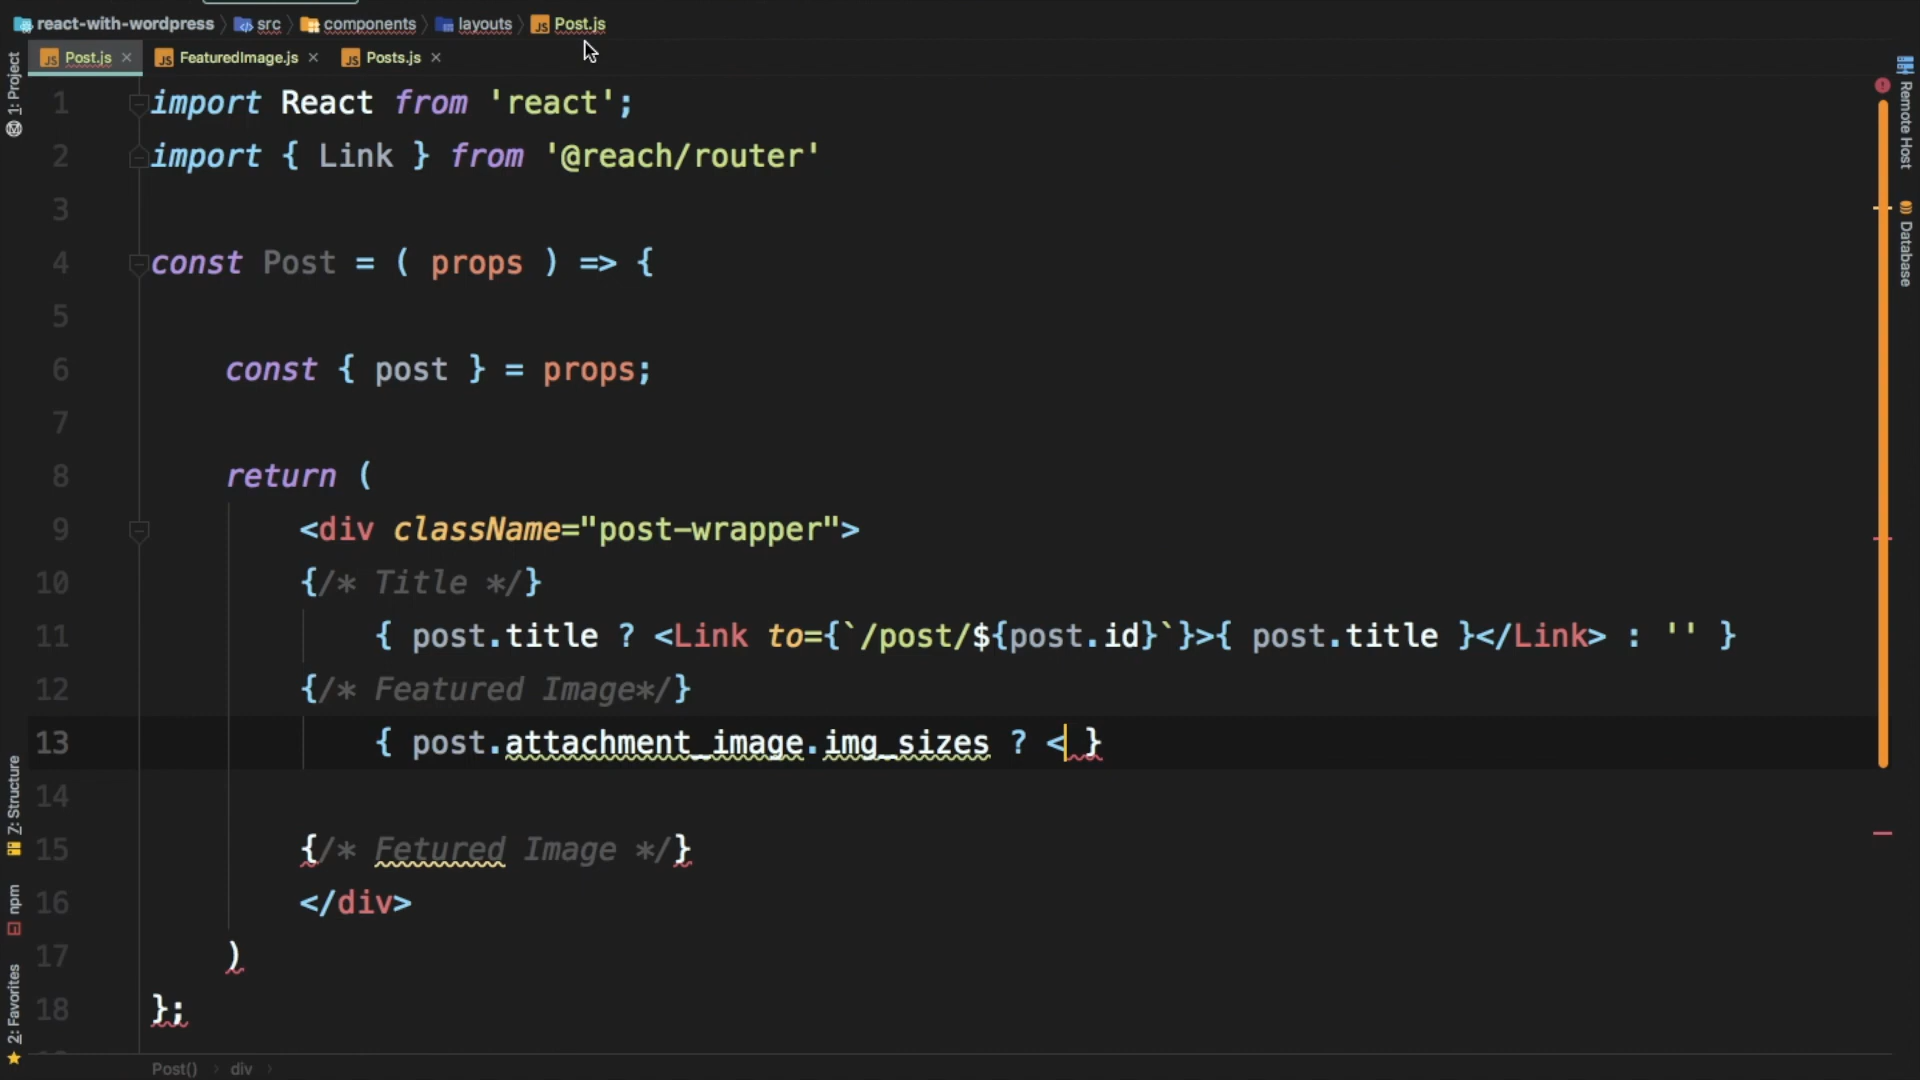 react-with-wordpress src components layouts Post.js
Post.js × FeaturedImage.js × Posts.js ×
1: Project
Z: Structure
npm
2: Favorites
1 import React from 'react';
2 import { Link } from '@reach/router'
3
4 const Post = ( props ) => {
5
6 const { post } = props;
7
8 return (
9 <div className="post-wrapper">
10 {/* Title */}
11 { post.title ? <Link to={`/post/${post.id}`}>{ post.title }</Link> : '' }
12 {/* Featured Image*/}
13 { post.attachment_image.img_sizes ? < }
14
15 {/* Fetured Image */}
16 </div>
17 )
18 };
Post() › div ›
Remote Host
Database